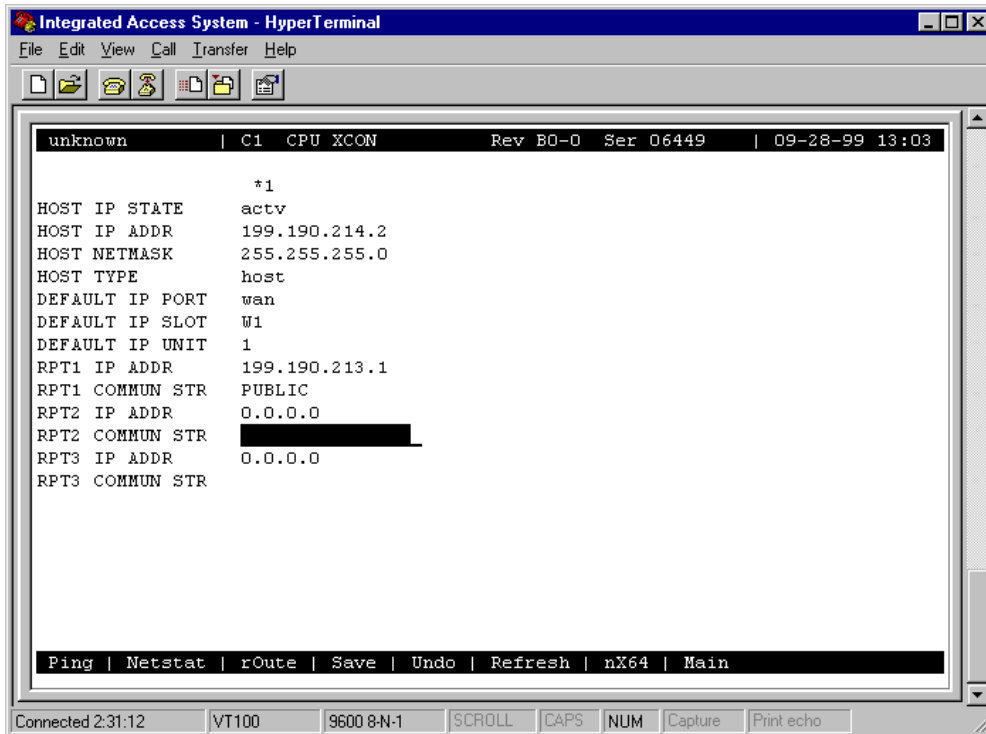 Integrated Access System - HyperTerminal
File Edit View Call Transfer Help
unknown | C1 CPU XCON Rev B0-0 Ser 06449 | 09-28-99 13:03
*1
HOST IP STATE actv
HOST IP ADDR 199.190.214.2
HOST NETMASK 255.255.255.0
HOST TYPE host
DEFAULT IP PORT wan
DEFAULT IP SLOT W1
DEFAULT IP UNIT 1
RPT1 IP ADDR 199.190.213.1
RPT1 COMMUN STR PUBLIC
RPT2 IP ADDR 0.0.0.0
RPT2 COMMUN STR
RPT3 IP ADDR 0.0.0.0
RPT3 COMMUN STR
Ping | Netstat | rOute | Save | Undo | Refresh | nX64 | Main
Connected 2:31:12 VT100 9600 8-N-1 SCROLL CAPS NUM Capture Print echo